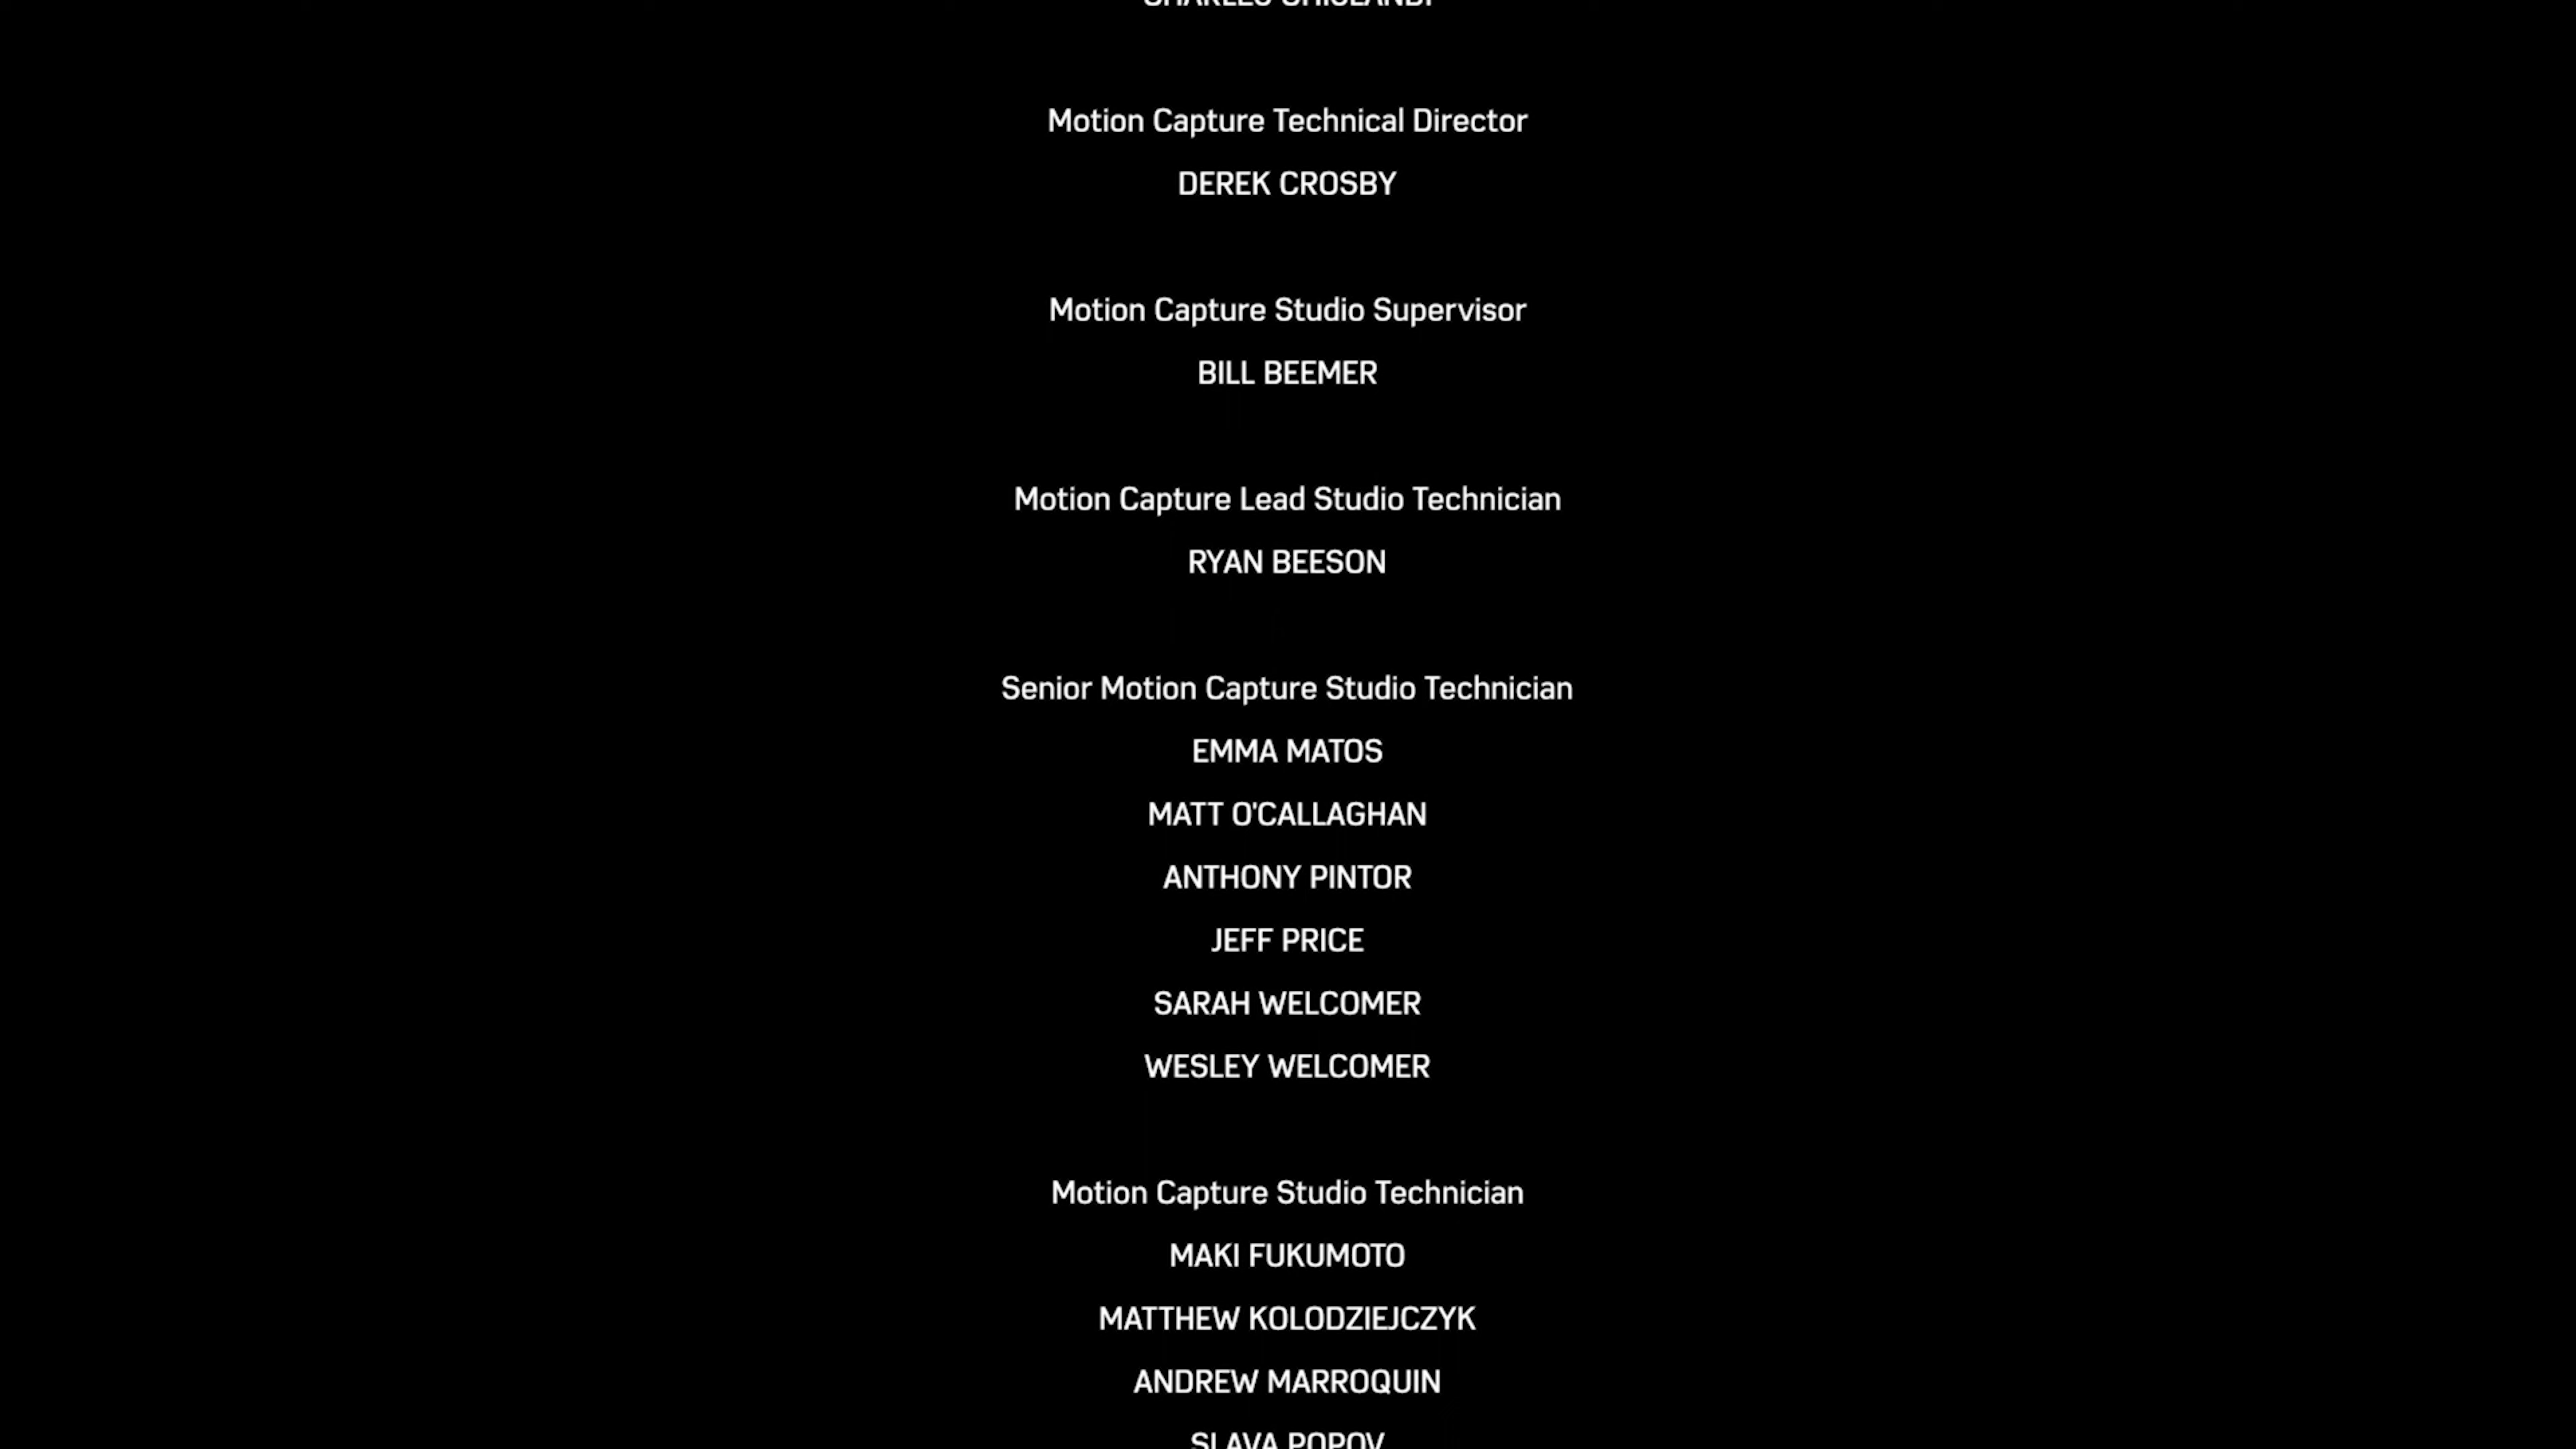 Motion Capture Technical Director
DEREK CROSBY
Motion Capture Studio Supervisor
BILL BEEMER
Motion Capture Lead Studio Technician
RYAN BEESON
Senior Motion Capture Studio Technician
EMMA MATOS
MATT O'CALLAGHAN
ANTHONY PINTOR
JEFF PRICE
SARAH WELCOMER
WESLEY WELCOMER
Motion Capture Studio Technician
MAKI FUKUMOTO
MATTHEW KOLODZIEJCZYK
ANDREW MARROQUIN
SLAVA POPOV